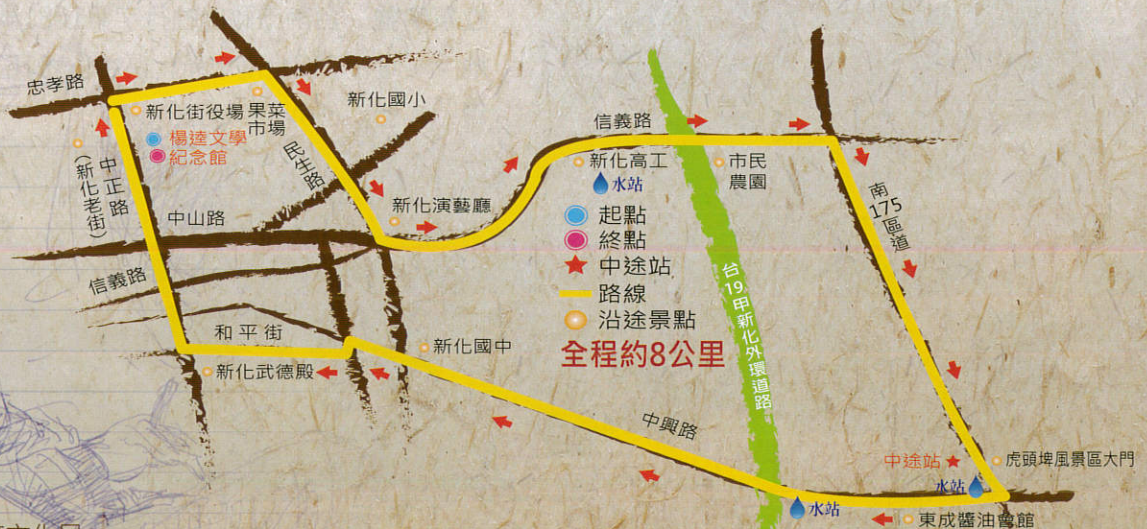 忠孝路
新化街役場
果菜
市場
楊逵文學
紀念館
新化國小
民生路
中正路
(新化老街)
中山路
新化演藝廳
信義路
和平街
新化武德殿
新化國中
信義路
新化高工
水站
市民
農園
起點
終點
中途站
路線
沿途景點
全程約8公里
台19甲新化外環道路
南175區道
中興路
中途站
虎頭埤風景區大門
水站
水站
東成醬油會館